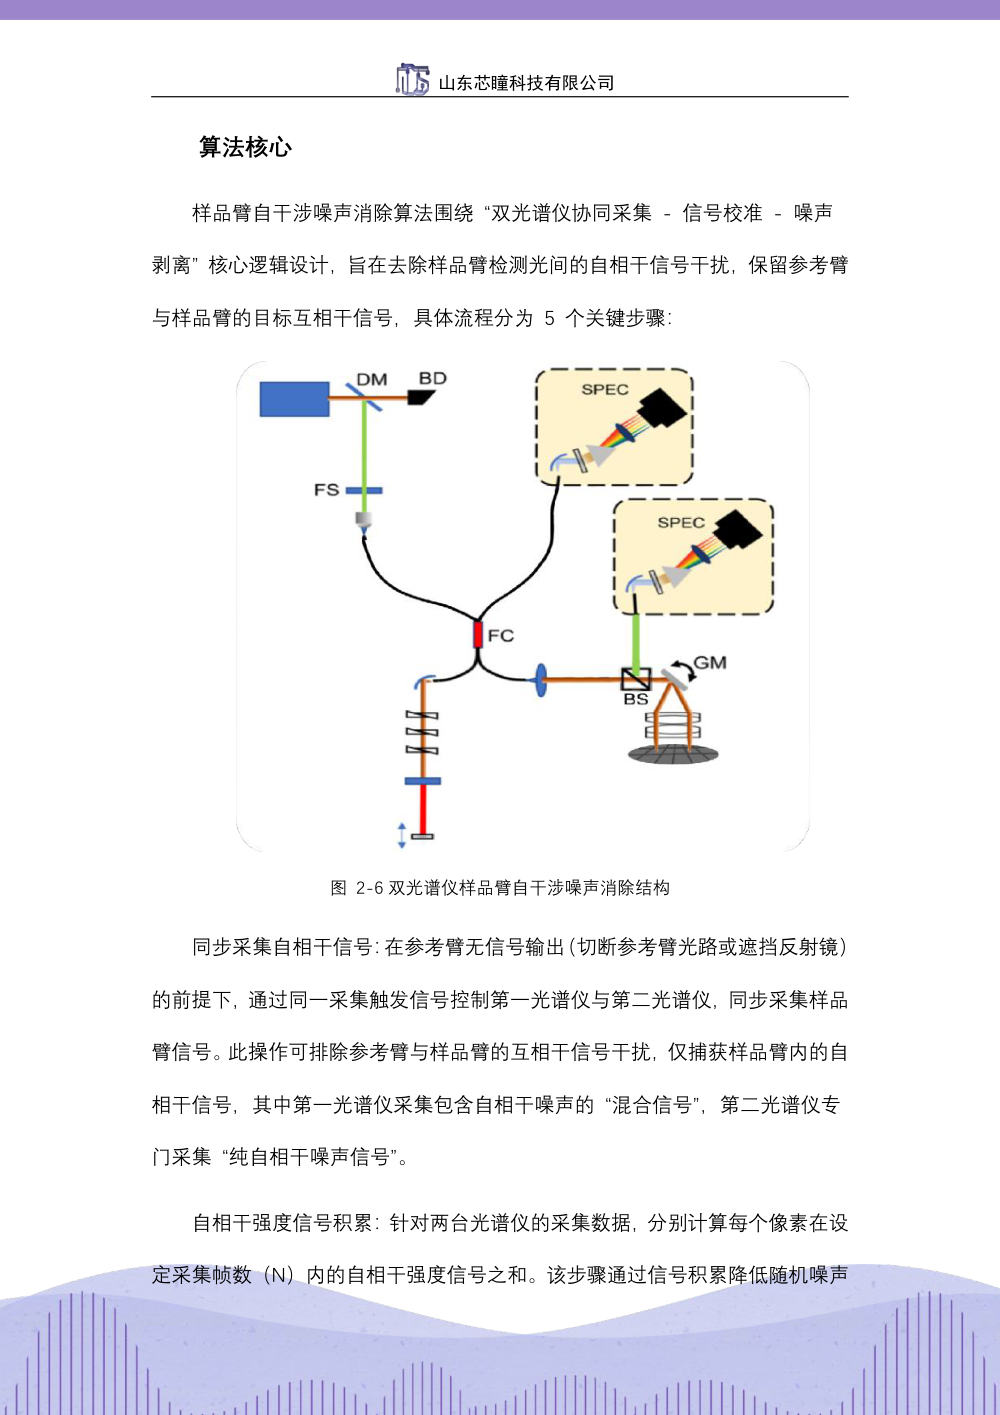 山东芯瞳科技有限公司
算法核心
样品臂自干涉噪声消除算法围绕 “双光谱仪协同采集 - 信号校准 - 噪声
剥离” 核心逻辑设计，旨在去除样品臂检测光间的自相干信号干扰，保留参考臂
与样品臂的目标互相干信号，具体流程分为 5 个关键步骤：
DM
BD
SPEC
FS
SPEC
FC
GM
BS
图 2-6 双光谱仪样品臂自干涉噪声消除结构
同步采集自相干信号：在参考臂无信号输出（切断参考臂光路或遮挡反射镜）
的前提下，通过同一采集触发信号控制第一光谱仪与第二光谱仪，同步采集样品
臂信号。此操作可排除参考臂与样品臂的互相干信号干扰，仅捕获样品臂内的自
相干信号，其中第一光谱仪采集包含自相干噪声的 “混合信号”，第二光谱仪专
门采集 “纯自相干噪声信号”。
自相干强度信号积累：针对两台光谱仪的采集数据，分别计算每个像素在设
定采集帧数（N）内的自相干强度信号之和。该步骤通过信号积累降低随机噪声